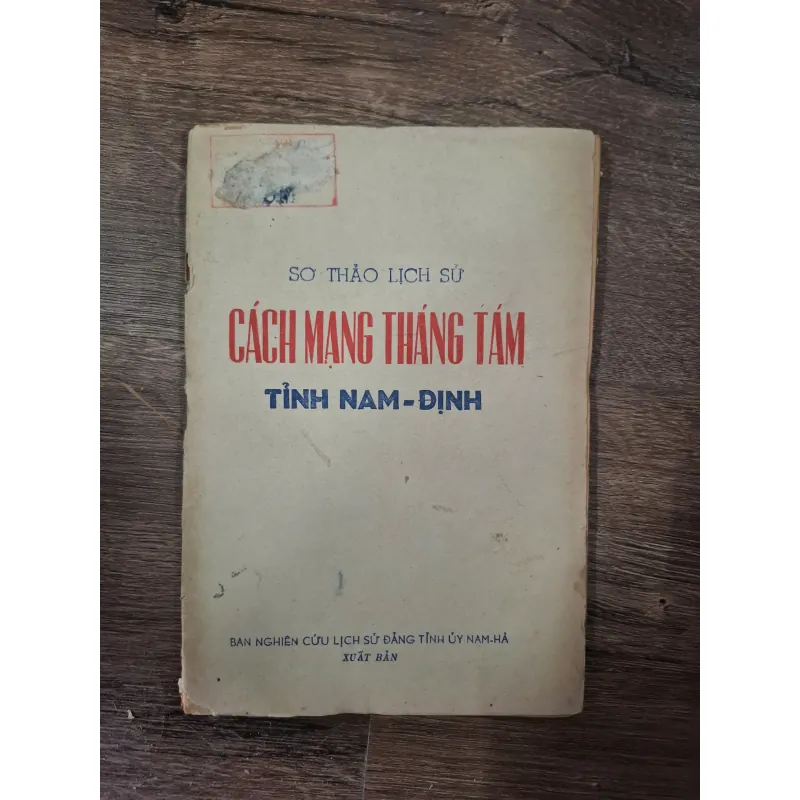 SƠ THẢO LỊCH SỬ
CÁCH MẠNG THÁNG TÁM
TỈNH NAM-ĐỊNH
BAN NGHIÊN CỨU LỊCH SỬ ĐẢNG TỈNH ỦY NAM-HÀ
XUẤT BẢN